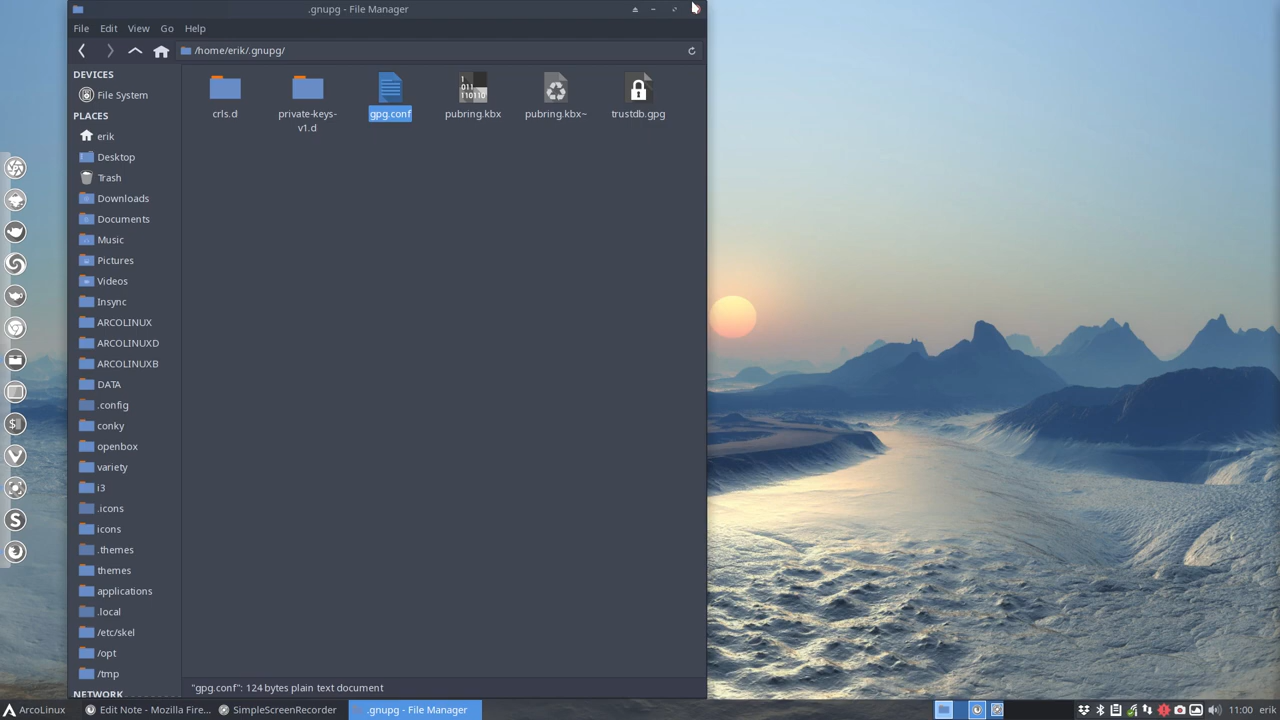 .gnupg - File Manager
File Edit View Go Help
/home/erik/.gnupg/
DEVICES
File System
PLACES
erik
Desktop
Trash
Downloads
Documents
Music
Pictures
Videos
Insync
ARCOLINUX
ARCOLINUXD
ARCOLINUXB
DATA
.config
conky
openbox
variety
i3
.icons
icons
.themes
themes
applications
.local
/etc/skel
/opt
/tmp
NETWORK
crls.d
private-keys-
v1.d
gpg.conf
1
011
110110
pubring.kbx
pubring.kbx~
trustdb.gpg
"gpg.conf": 124 bytes plain text document
ArcoLinux
Edit Note - Mozilla Fire...
SimpleScreenRecorder
.gnupg - File Manager
11:00
erik